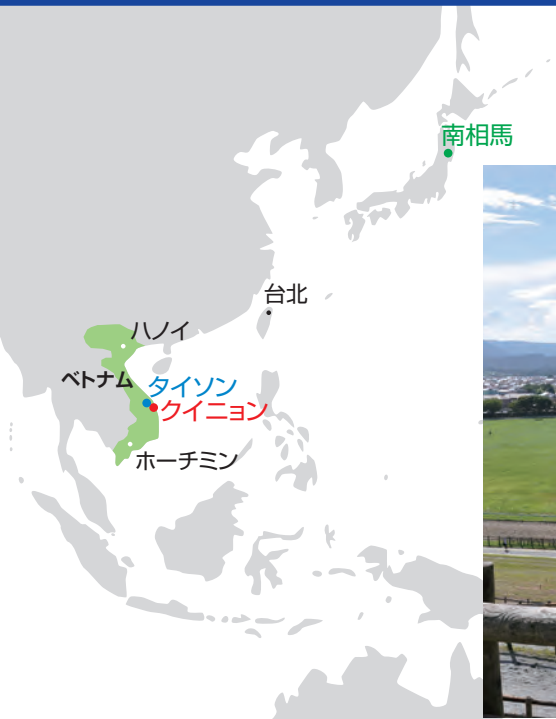 南相馬
台北
ハノイ
ベトナム
タイソン
クイニョン
ホーチミン